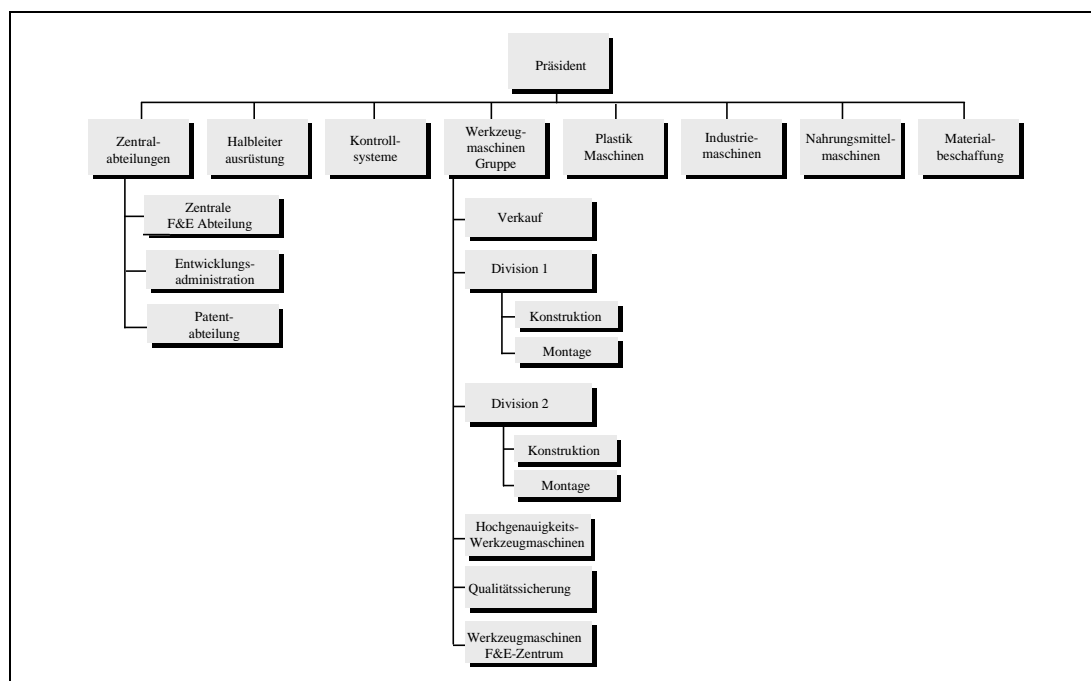 Präsident
Zentral-
abteilungen
Halbleiter
ausrüstung
Kontroll-
systeme
Werkzeug-
maschinen
Gruppe
Plastik
Maschinen
Industrie-
maschinen
Nahrungsmittel-
maschinen
Material-
beschaffung
Zentrale
F&E Abteilung
Entwicklungs-
administration
Patent-
abteilung
Verkauf
Division 1
Konstruktion
Montage
Division 2
Konstruktion
Montage
Hochgenauigkeits-
Werkzeugmaschinen
Qualitätssicherung
Werkzeugmaschinen
F&E-Zentrum